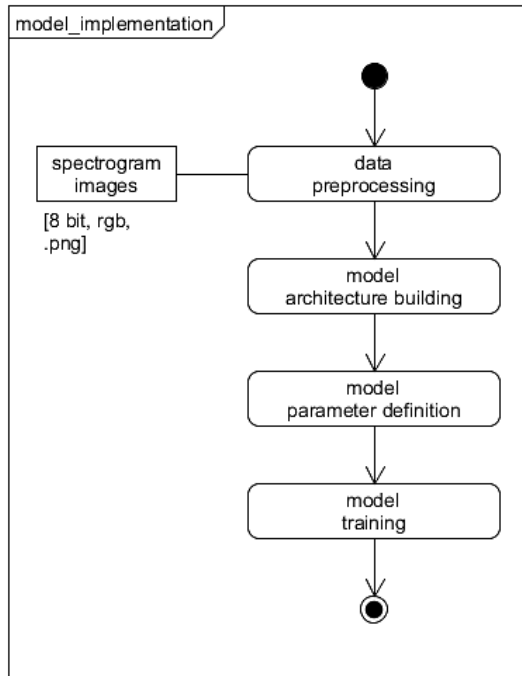 model_implementation
spectrogram
images
[8 bit, rgb,
.png]
data
preprocessing
model
architecture building
model
parameter definition
model
training